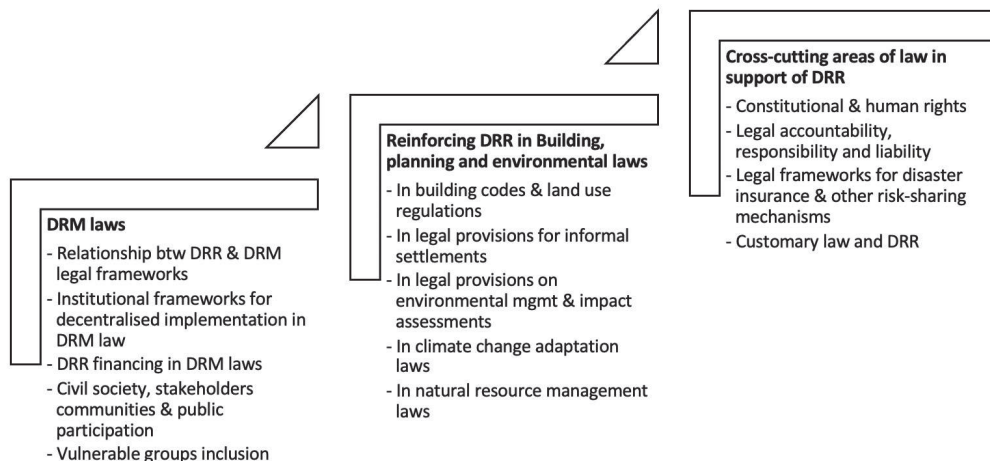 DRM laws
- Relationship btw DRR & DRM
legal frameworks
- Institutional frameworks for
decentralised implementation in
DRM law
- DRR financing in DRM laws
- Civil society, stakeholders
communities & public
participation
- Vulnerable groups inclusion
Reinforcing DRR in Building,
planning and environmental laws
- In building codes & land use
regulations
- In legal provisions for informal
settlements
- In legal provisions on
environmental mgmt & impact
assessments
- In climate change adaptation
laws
- In natural resource management
laws
Cross-cutting areas of law in
support of DRR
- Constitutional & human rights
- Legal accountability,
responsibility and liability
- Legal frameworks for disaster
insurance & other risk-sharing
mechanisms
- Customary law and DRR